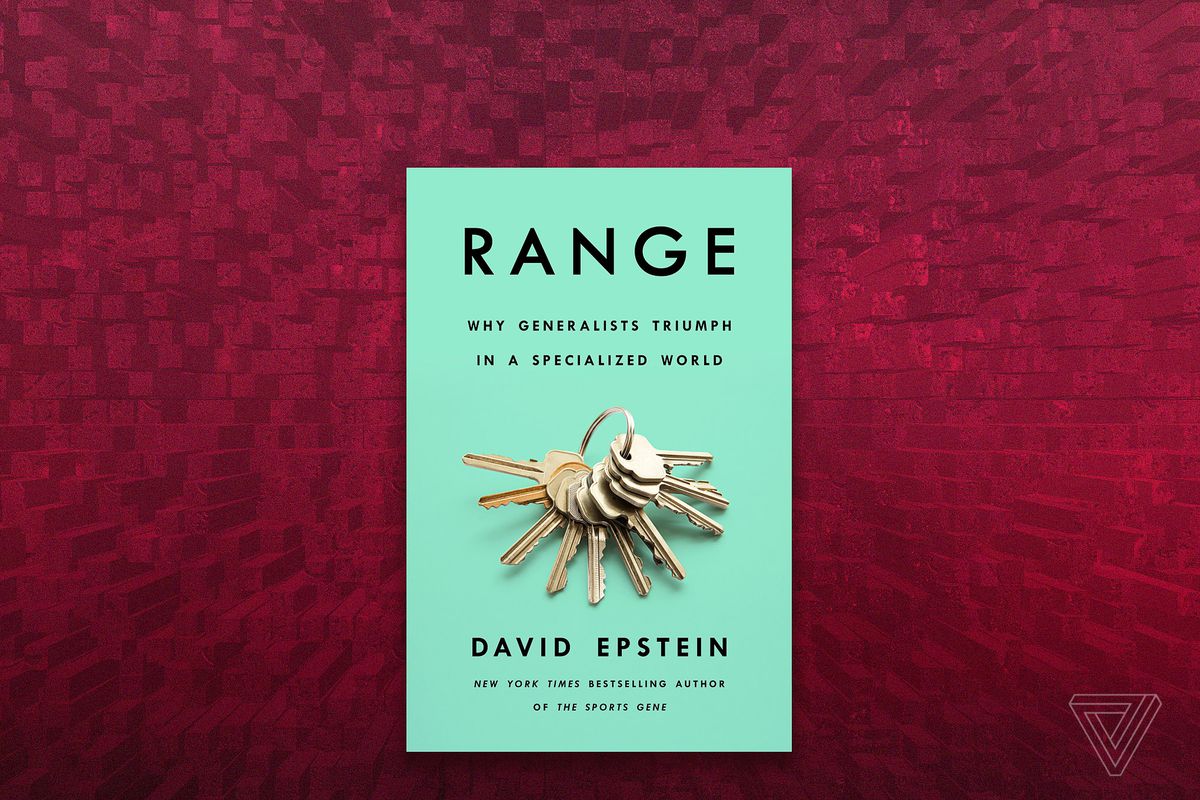 RANGE
WHY GENERALISTS TRIUMPH
IN A SPECIALIZED WORLD
DAVID EPSTEIN
NEW YORK TIMES BESTSELLING AUTHOR
OF THE SPORTS GENE